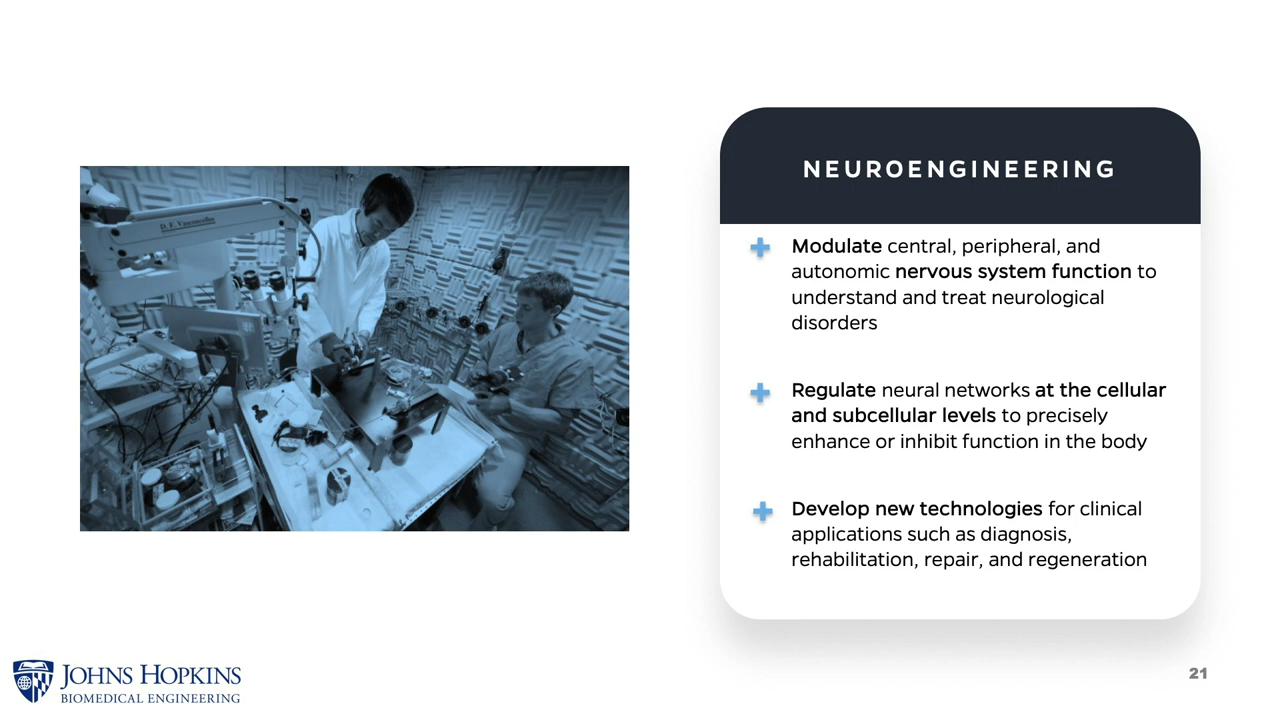 NEUROENGINEERING
Modulate central, peripheral, and
autonomic nervous system function to
understand and treat neurological
disorders
Regulate neural networks at the cellular
and subcellular levels to precisely
enhance or inhibit function in the body
Develop new technologies for clinical
applications such as diagnosis,
rehabilitation, repair, and regeneration
D. F. Vasconcellos
JOHNS HOPKINS
BIOMEDICAL ENGINEERING
21